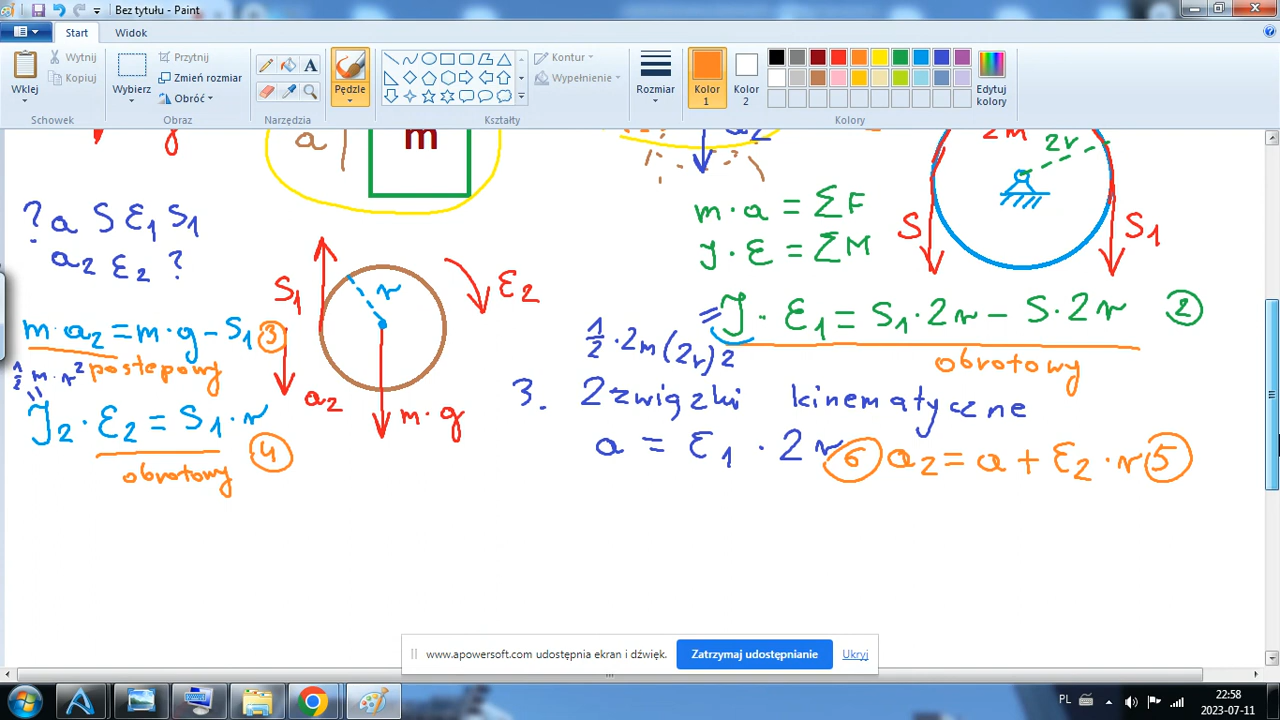 Bez tytułu - Paint
Start
Widok
Wklej
Wytnij
Kopiuj
Schowek
Wybierz
Przytnij
Zmień rozmiar
Obróć
Obraz
Narzędzia
Pędzle
Kształty
Kontur
Wypełnienie
Rozmiar
Kolor 1
Kolor 2
Edytuj kolory
Kolory
g
a
m
2m
2r
? a S ε1 S1
a2 ε2 ?
m·a = ΣF
J·ε = ΣM
S
S1
S1
r
ε2
a2
m·g
m·a2 = m·g - S1 3
postępowy
1/2 m·r²
J2·ε2 = S1·r
obrotowy 4
= J·ε1 = S1·2r - S·2r 2
1/2·2m(2r)2
obrotowy
3. Związki kinematyczne
a = ε1·2r 6 a2 = a + ε2·r 5
www.apowersoft.com udostępnia ekran i dźwięk.
Zatrzymaj udostępnianie
Ukryj
PL
22:58
2023-07-11